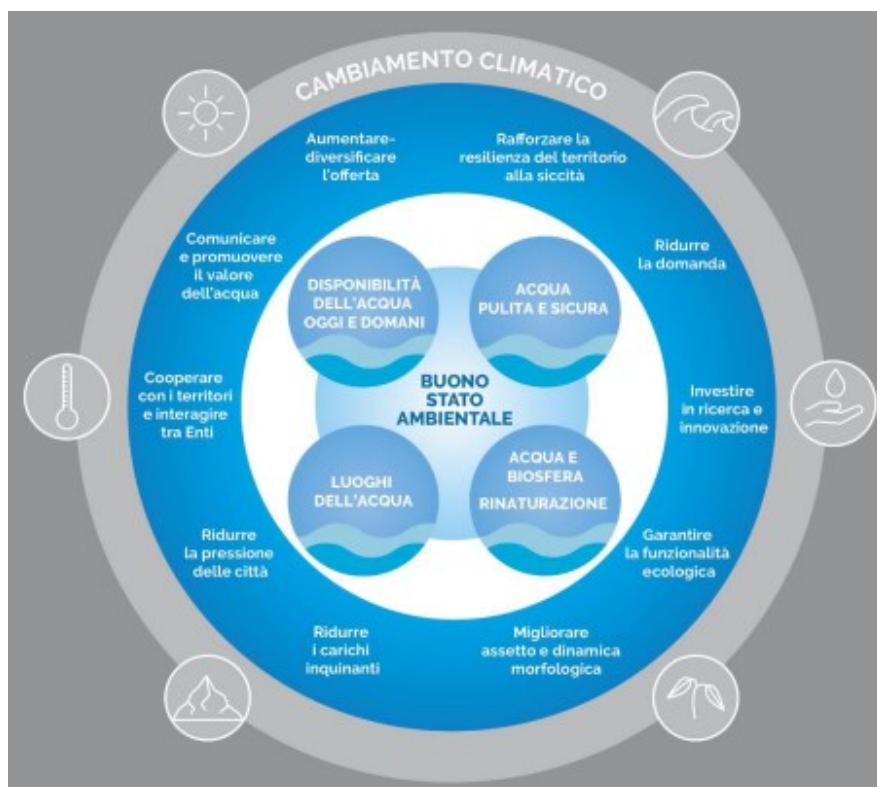 CAMBIAMENTO CLIMATICO
Aumentare-
diversificare
l'offerta
Rafforzare la
resilienza del territorio
alla siccità
Comunicare
e promuovere
il valore
dell'acqua
Ridurre
la domanda
DISPONIBILITÀ
DELL'ACQUA
OGGI E DOMANI
ACQUA
PULITA E SICURA
Cooperare
con i territori
e interagire
tra Enti
BUONO
STATO
AMBIENTALE
Investire
in ricerca e
innovazione
LUOGHI
DELL'ACQUA
ACQUA E
BIOSFERA
RINATURAZIONE
Ridurre
la pressione
delle città
Garantire
la funzionalità
ecologica
Ridurre
i carichi
inquinanti
Migliorare
assetto e dinamica
morfologica